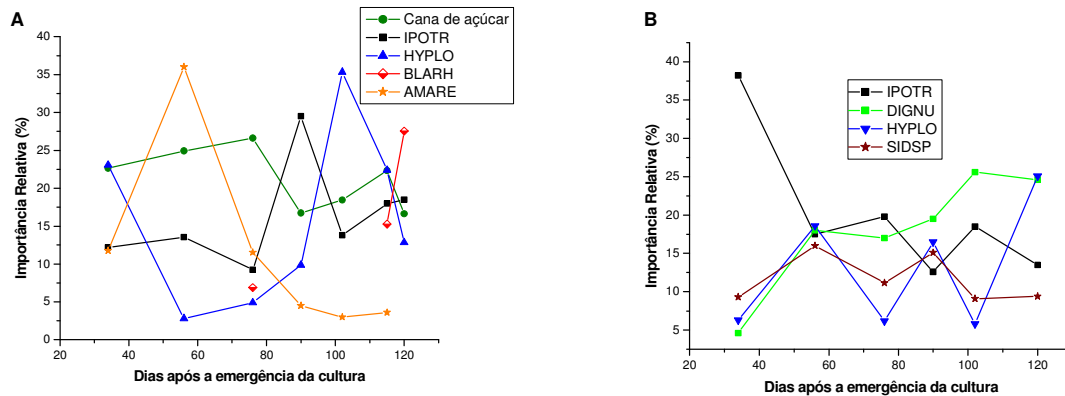 A
Cana de açúcar
IPOTR
HYPLO
BLARH
AMARE
Importância Relativa (%)
40
35
30
25
20
15
10
5
0
20 40 60 80 100 120
Dias após a emergência da cultura
B
IPOTR
DIGNU
HYPLO
SIDSP
Importância Relativa (%)
40
35
30
25
20
15
10
5
20 40 60 80 100 120
Dias após a emergência da cultura